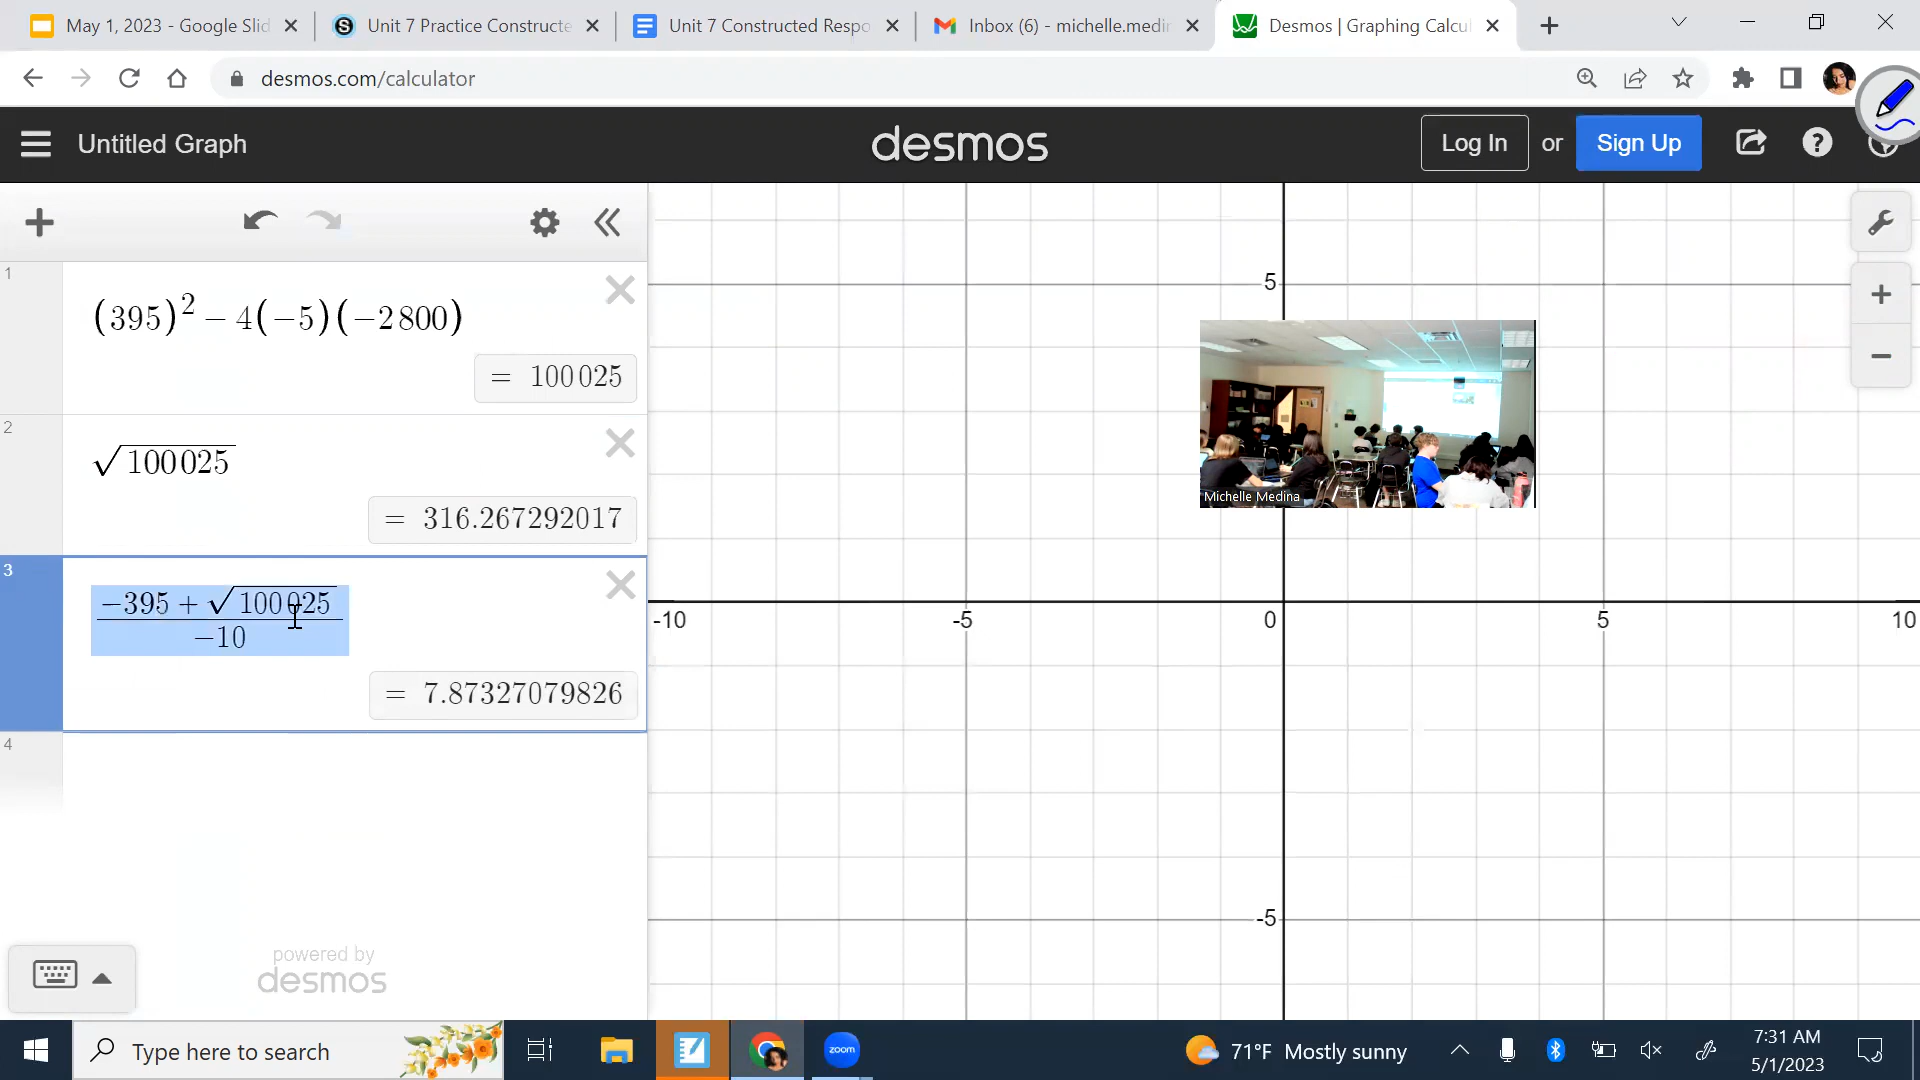 May 1, 2023 - Google Slid
Unit 7 Practice Constructe
Unit 7 Constructed Respo
Inbox (6) - michelle.medin
Desmos | Graphing Calcul
desmos.com/calculator
Untitled Graph
desmos
Log In or Sign Up
1
(395)² − 4(−5)(−2800)
= 100025
2
√100025
= 316.267292017
3
−395 + √100025
−10
= 7.87327079826
4
powered by
desmos
5
-10 -5 0 5 10
-5
Michelle Medina
Type here to search
zoom
71°F Mostly sunny
7:31 AM
5/1/2023